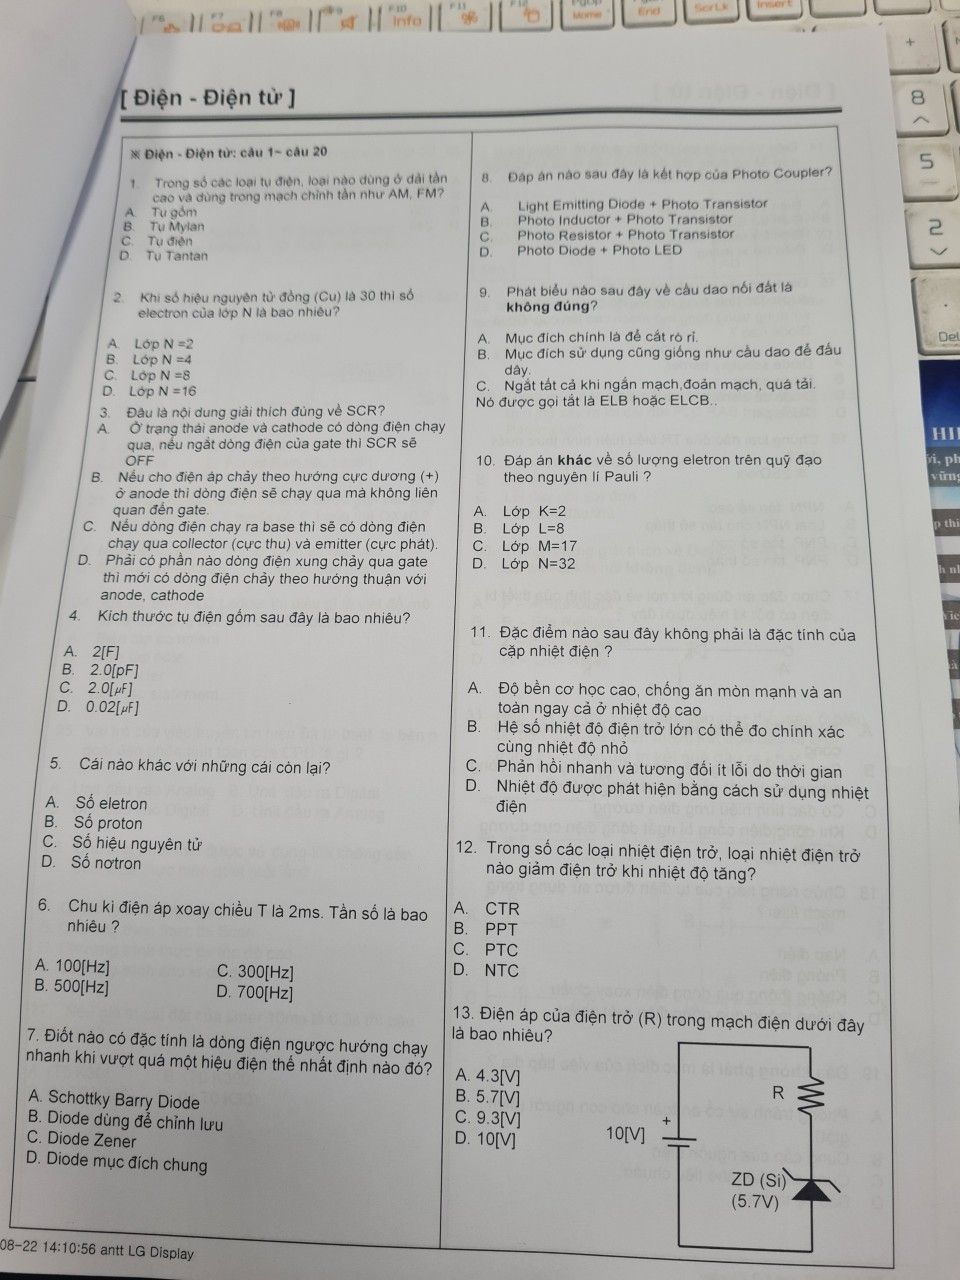 F6
F7
F8
F9
F10
Info
F11
F12
PgUp
Home
End
ScrLk
Insert
+
8
5
2
Del
[ Điện - Điện tử ]
※ Điện - Điện tử: câu 1~ câu 20
1. Trong số các loại tụ điện, loại nào dùng ở dải tần
cao và dùng trong mạch chỉnh tần như AM, FM?
A. Tụ gốm
B. Tụ Mylan
C. Tụ điện
D. Tụ Tantan
2. Khi số hiệu nguyên tử đồng (Cu) là 30 thì số
electron của lớp N là bao nhiêu?
A. Lớp N =2
B. Lớp N =4
C. Lớp N =8
D. Lớp N =16
3. Đâu là nội dung giải thích đúng về SCR?
A. Ở trạng thái anode và cathode có dòng điện chạy
qua, nếu ngắt dòng điện của gate thì SCR sẽ
OFF
B. Nếu cho điện áp chảy theo hướng cực dương (+)
ở anode thì dòng điện sẽ chạy qua mà không liên
quan đến gate.
C. Nếu dòng điện chạy ra base thì sẽ có dòng điện
chạy qua collector (cực thu) và emitter (cực phát).
D. Phải có phần nào dòng điện xung chảy qua gate
thì mới có dòng điện chảy theo hướng thuận với
anode, cathode
4. Kích thước tụ điện gốm sau đây là bao nhiêu?
A. 2[F]
B. 2.0[pF]
C. 2.0[μF]
D. 0.02[μF]
5. Cái nào khác với những cái còn lại?
A. Số eletron
B. Số proton
C. Số hiệu nguyên tử
D. Số nơtron
6. Chu kì điện áp xoay chiều T là 2ms. Tần số là bao
nhiêu ?
A. 100[Hz] C. 300[Hz]
B. 500[Hz] D. 700[Hz]
7. Điốt nào có đặc tính là dòng điện ngược hướng chạy
nhanh khi vượt quá một hiệu điện thế nhất định nào đó?
A. Schottky Barry Diode
B. Diode dùng để chỉnh lưu
C. Diode Zener
D. Diode mục đích chung
8. Đáp án nào sau đây là kết hợp của Photo Coupler?
A. Light Emitting Diode + Photo Transistor
B. Photo Inductor + Photo Transistor
C. Photo Resistor + Photo Transistor
D. Photo Diode + Photo LED
9. Phát biểu nào sau đây về cầu dao nối đất là
không đúng?
A. Mục đích chính là để cắt rò rỉ.
B. Mục đích sử dụng cũng giống như cầu dao để đấu
dây.
C. Ngắt tất cả khi ngắn mạch,đoản mạch, quá tải.
Nó được gọi tắt là ELB hoặc ELCB..
10. Đáp án khác về số lượng eletron trên quỹ đạo
theo nguyên lí Pauli ?
A. Lớp K=2
B. Lớp L=8
C. Lớp M=17
D. Lớp N=32
11. Đặc điểm nào sau đây không phải là đặc tính của
cặp nhiệt điện ?
A. Độ bền cơ học cao, chống ăn mòn mạnh và an
toàn ngay cả ở nhiệt độ cao
B. Hệ số nhiệt độ điện trở lớn có thể đo chính xác
cùng nhiệt độ nhỏ
C. Phản hồi nhanh và tương đối ít lỗi do thời gian
D. Nhiệt độ được phát hiện bằng cách sử dụng nhiệt
điện
12. Trong số các loại nhiệt điện trở, loại nhiệt điện trở
nào giảm điện trở khi nhiệt độ tăng?
A. CTR
B. PPT
C. PTC
D. NTC
13. Điện áp của điện trở (R) trong mạch điện dưới đây
là bao nhiêu?
A. 4.3[V]
B. 5.7[V]
C. 9.3[V]
D. 10[V]
R
+
10[V]
ZD (Si)
(5.7V)
08-22 14:10:56 antt LG Display